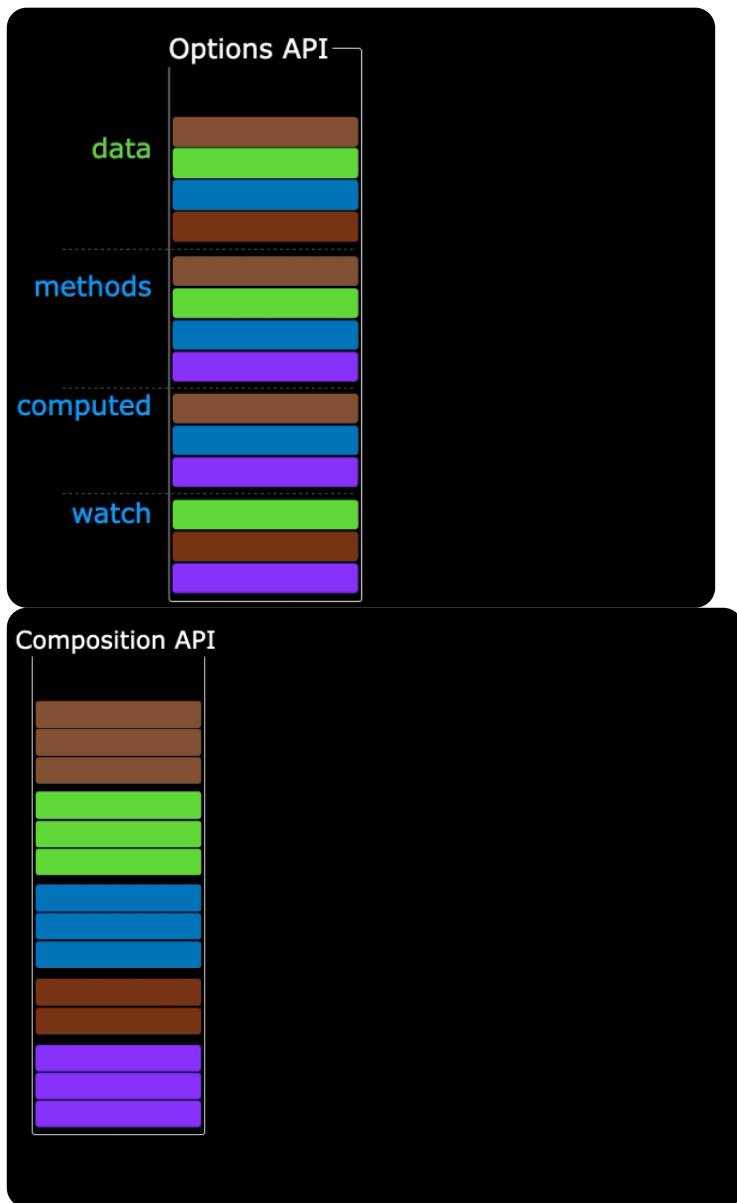 Options API
data
methods
computed
watch
Composition API